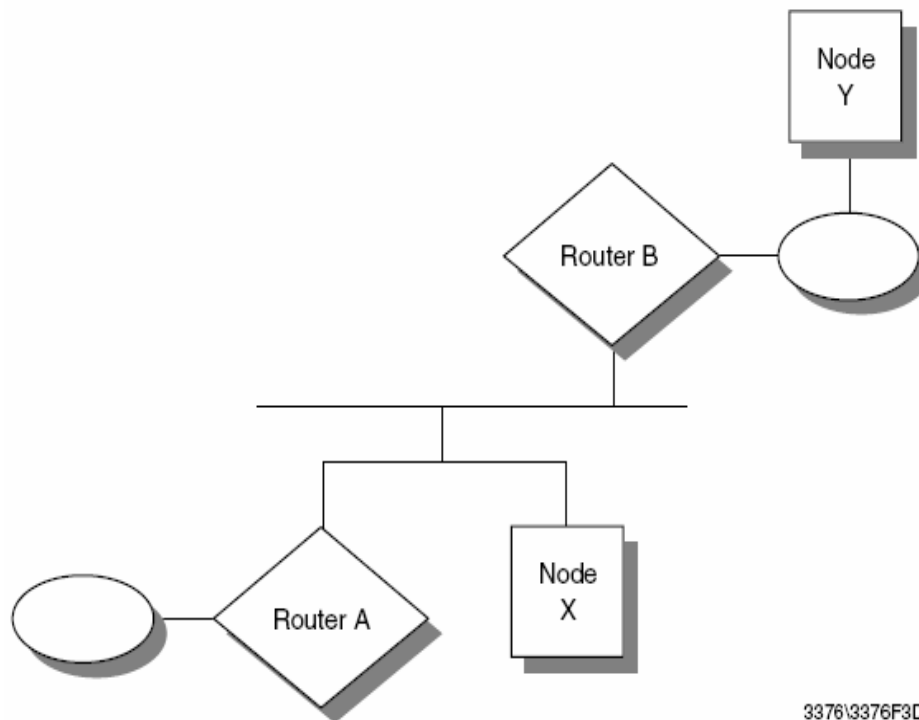 Node
Y
Router B
Router A
Node
X
3376\3376F3D